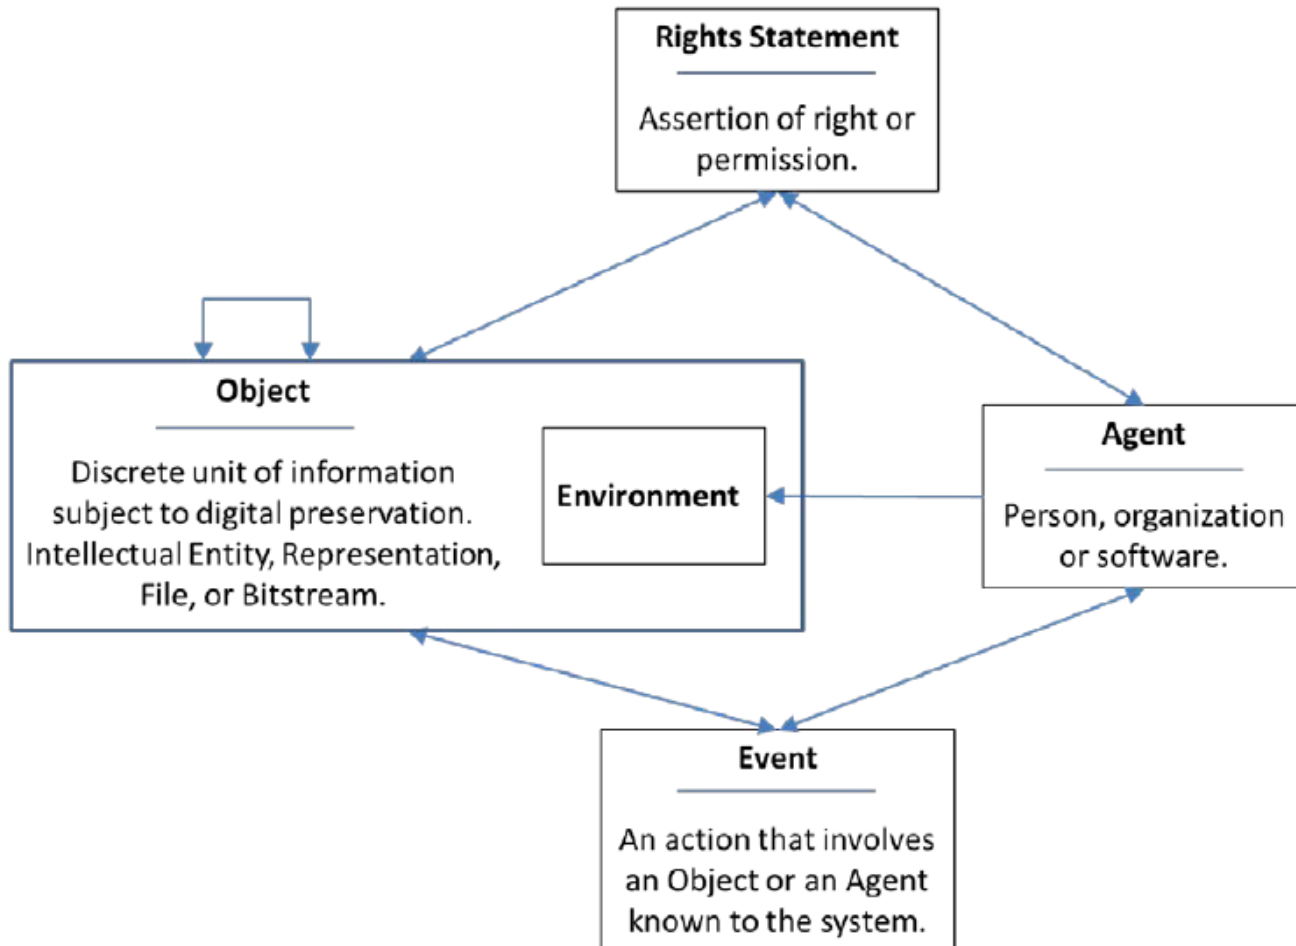 Rights Statement
Assertion of right or
permission.
Object
Discrete unit of information
subject to digital preservation.
Intellectual Entity, Representation,
File, or Bitstream.
Environment
Agent
Person, organization
or software.
Event
An action that involves
an Object or an Agent
known to the system.